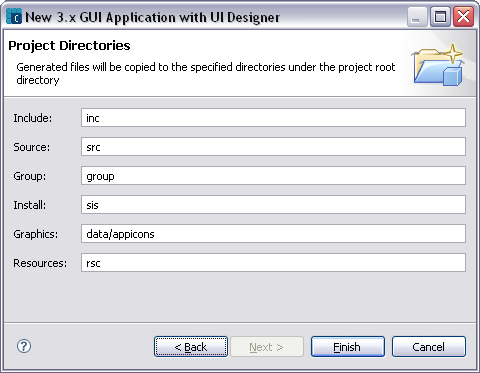 New 3.x GUI Application with UI Designer
Project Directories
Generated files will be copied to the specified directories under the project root
directory
Include: inc
Source: src
Group: group
Install: sis
Graphics: data/appicons
Resources: rsc
? < Back Next > Finish Cancel